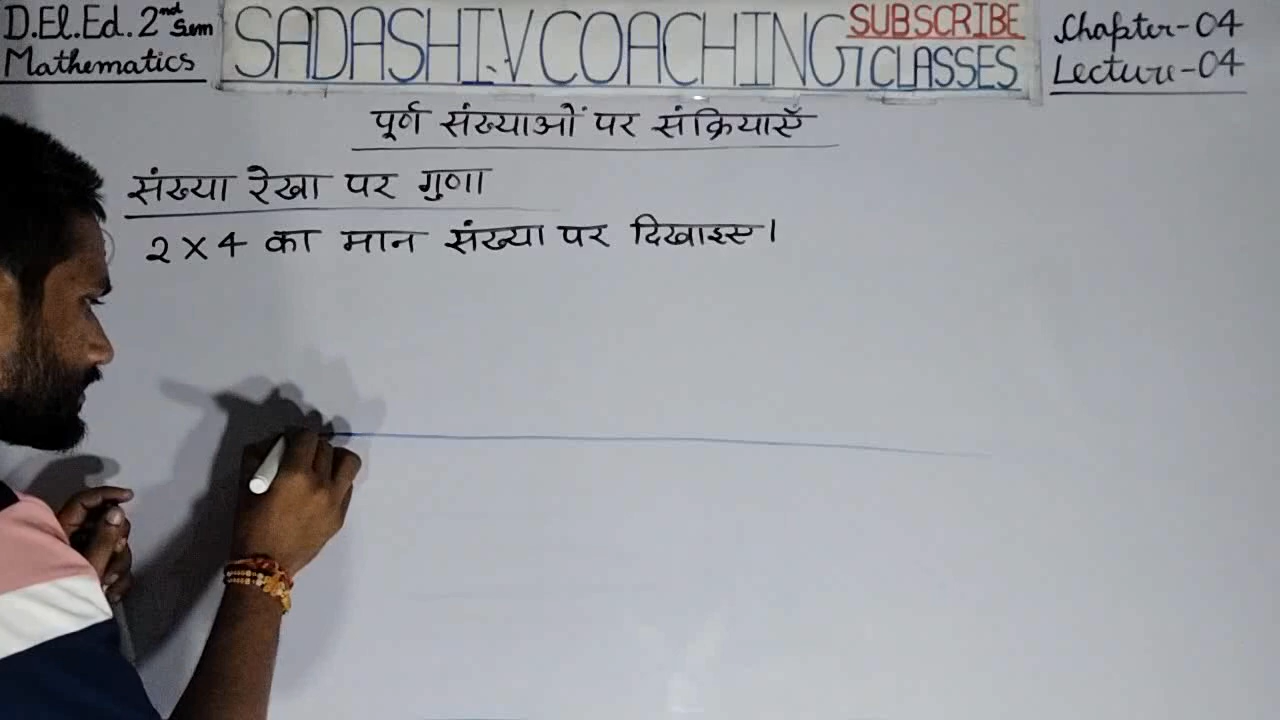 D.El.Ed. 2nd Sem
Mathematics
SADASHIV COACHING CLASSES
SUBSCRIBE
Chapter-04
Lecture-04
पूर्ण संख्याओं पर संक्रियाएँ
संख्या रेखा पर गुणा
2 × 4 का मान संख्या पर दिखाइए।